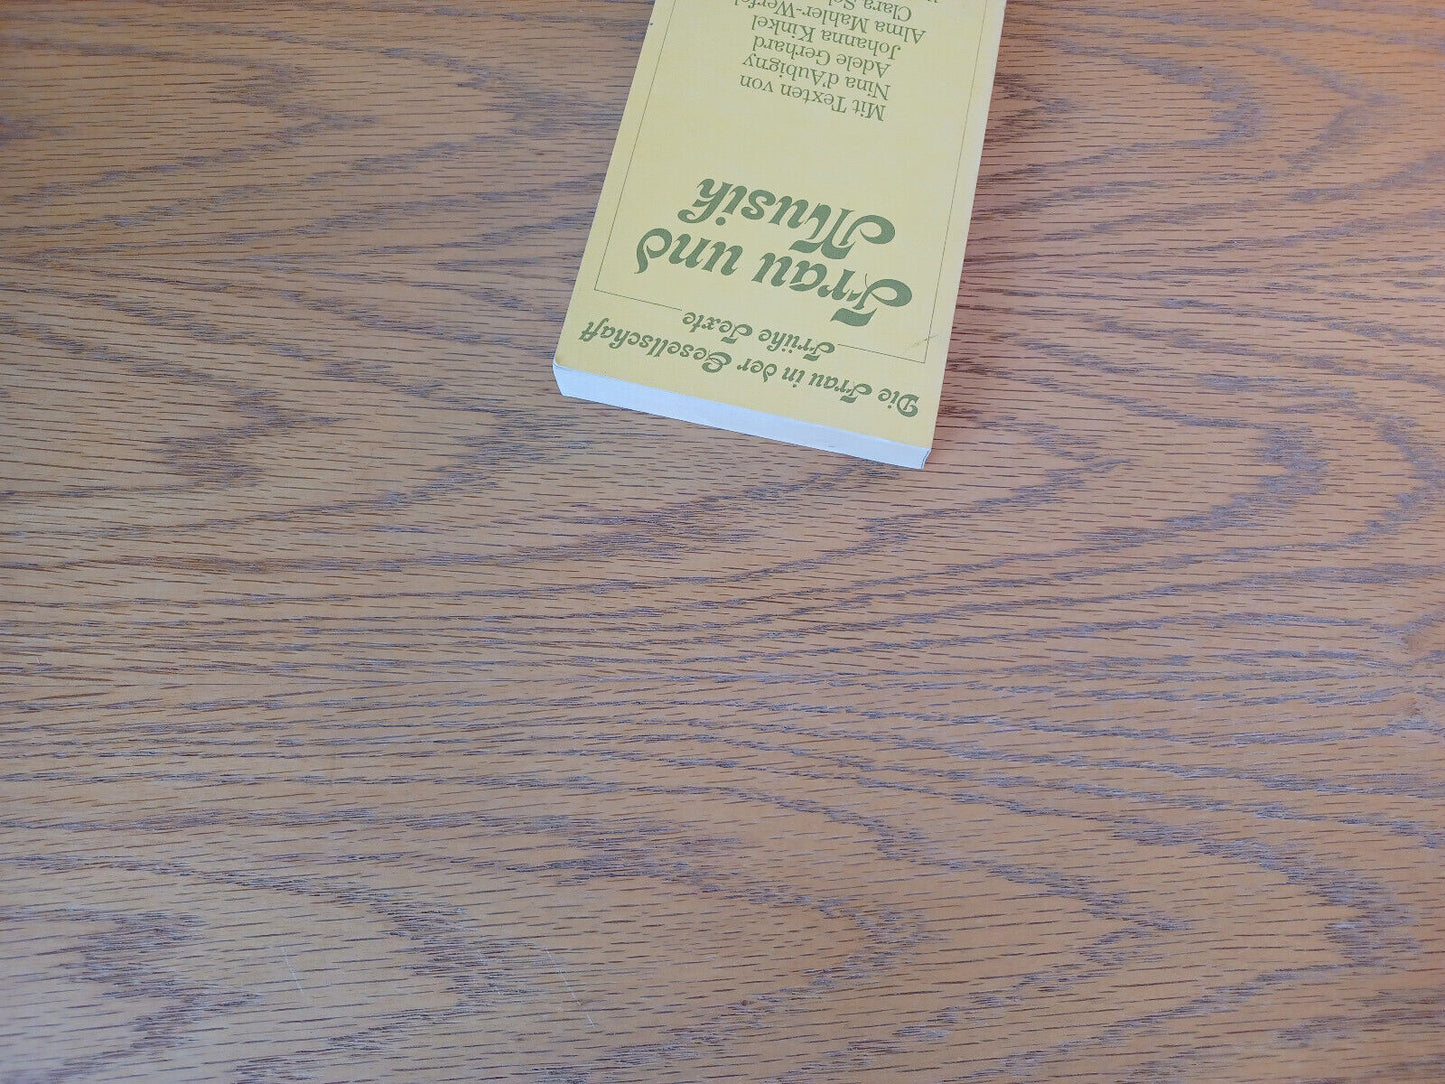 Die Frau in der Gesellschaft
Frühe Texte
Frau und
Musik
Mit Texten von
Nina d'Aubigny
Adele Gerhard
Johanna Kinkel
Alma Mahler-Werfel
Clara